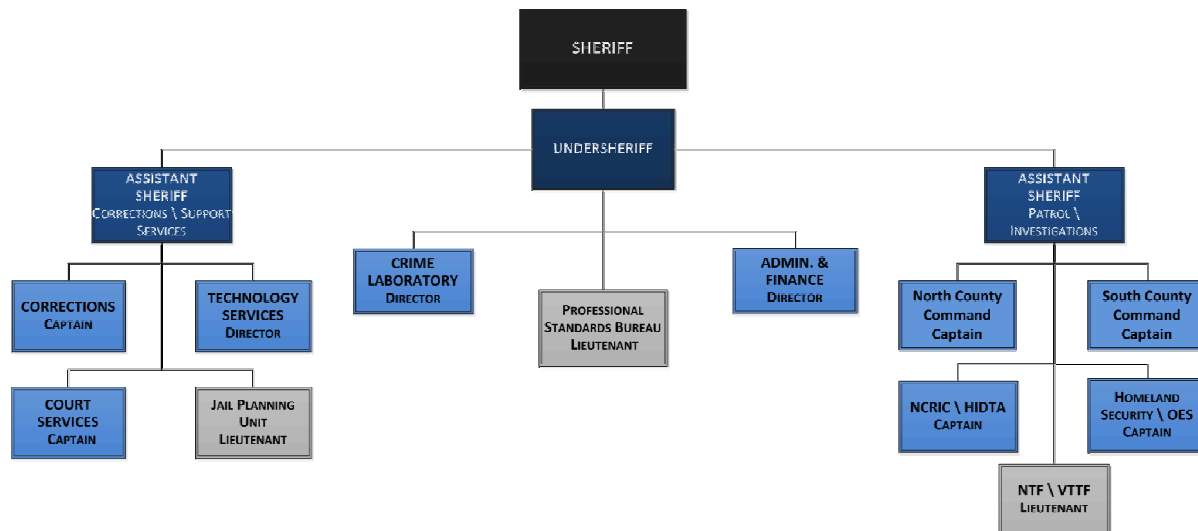 SHERIFF
UNDERSHERIFF
ASSISTANT
SHERIFF
CORRECTIONS \ SUPPORT
SERVICES
ASSISTANT
SHERIFF
PATROL \
INVESTIGATIONS
CRIME
LABORATORY
DIRECTOR
ADMIN. &
FINANCE
DIRECTOR
PROFESSIONAL
STANDARDS BUREAU
LIEUTENANT
CORRECTIONS
CAPTAIN
TECHNOLOGY
SERVICES
DIRECTOR
North County
Command
Captain
South County
Command
Captain
COURT
SERVICES
CAPTAIN
JAIL PLANNING
UNIT
LIEUTENANT
NCRIC \ HIDTA
CAPTAIN
HOMELAND
SECURITY \ OES
CAPTAIN
NTF \ VTTF
LIEUTENANT